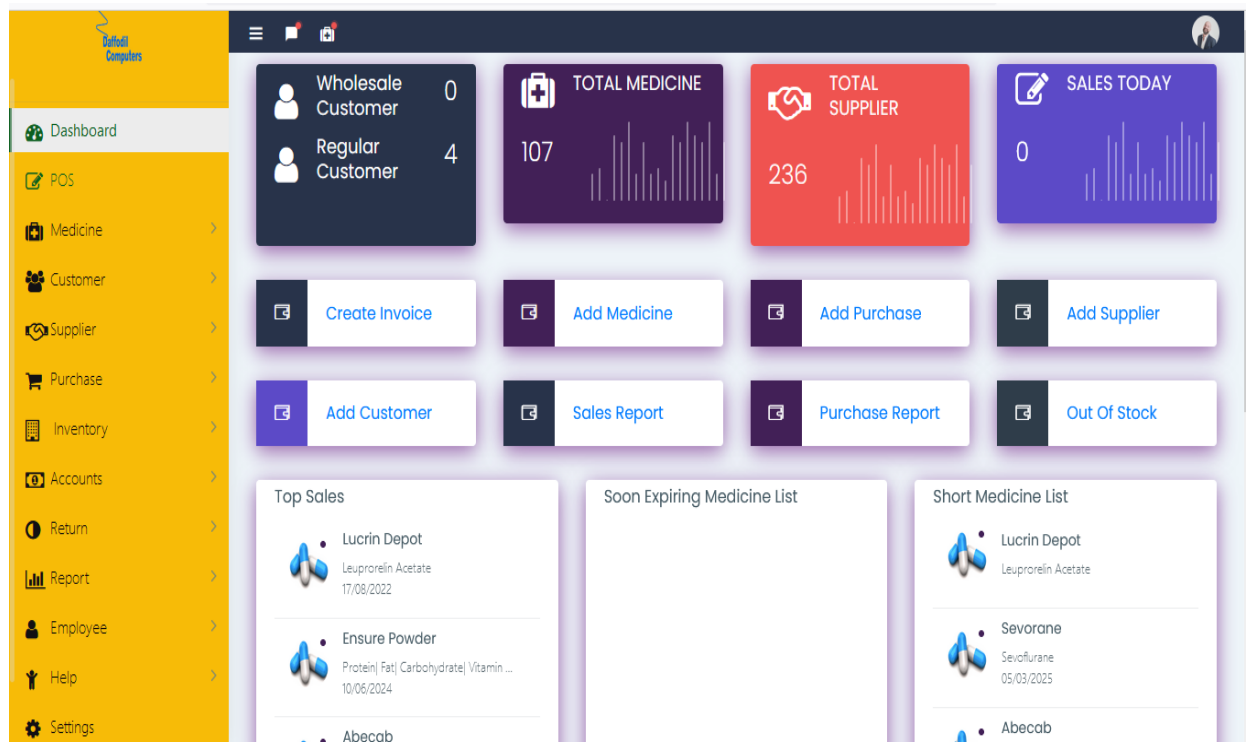 Daffodil
Computers
Dashboard
POS
Medicine
Customer
Supplier
Purchase
Inventory
Accounts
Return
Report
Employee
Help
Settings
Wholesale
Customer
0
Regular
Customer
4
TOTAL MEDICINE
107
TOTAL
SUPPLIER
236
SALES TODAY
0
Create Invoice
Add Medicine
Add Purchase
Add Supplier
Add Customer
Sales Report
Purchase Report
Out Of Stock
Top Sales
Lucrin Depot
Leuprorelin Acetate
17/08/2022
Ensure Powder
Protein| Fat| Carbohydrate| Vitamin ...
10/06/2024
Abecab
Soon Expiring Medicine List
Short Medicine List
Lucrin Depot
Leuprorelin Acetate
Sevorane
Sevoflurane
05/03/2025
Abecab